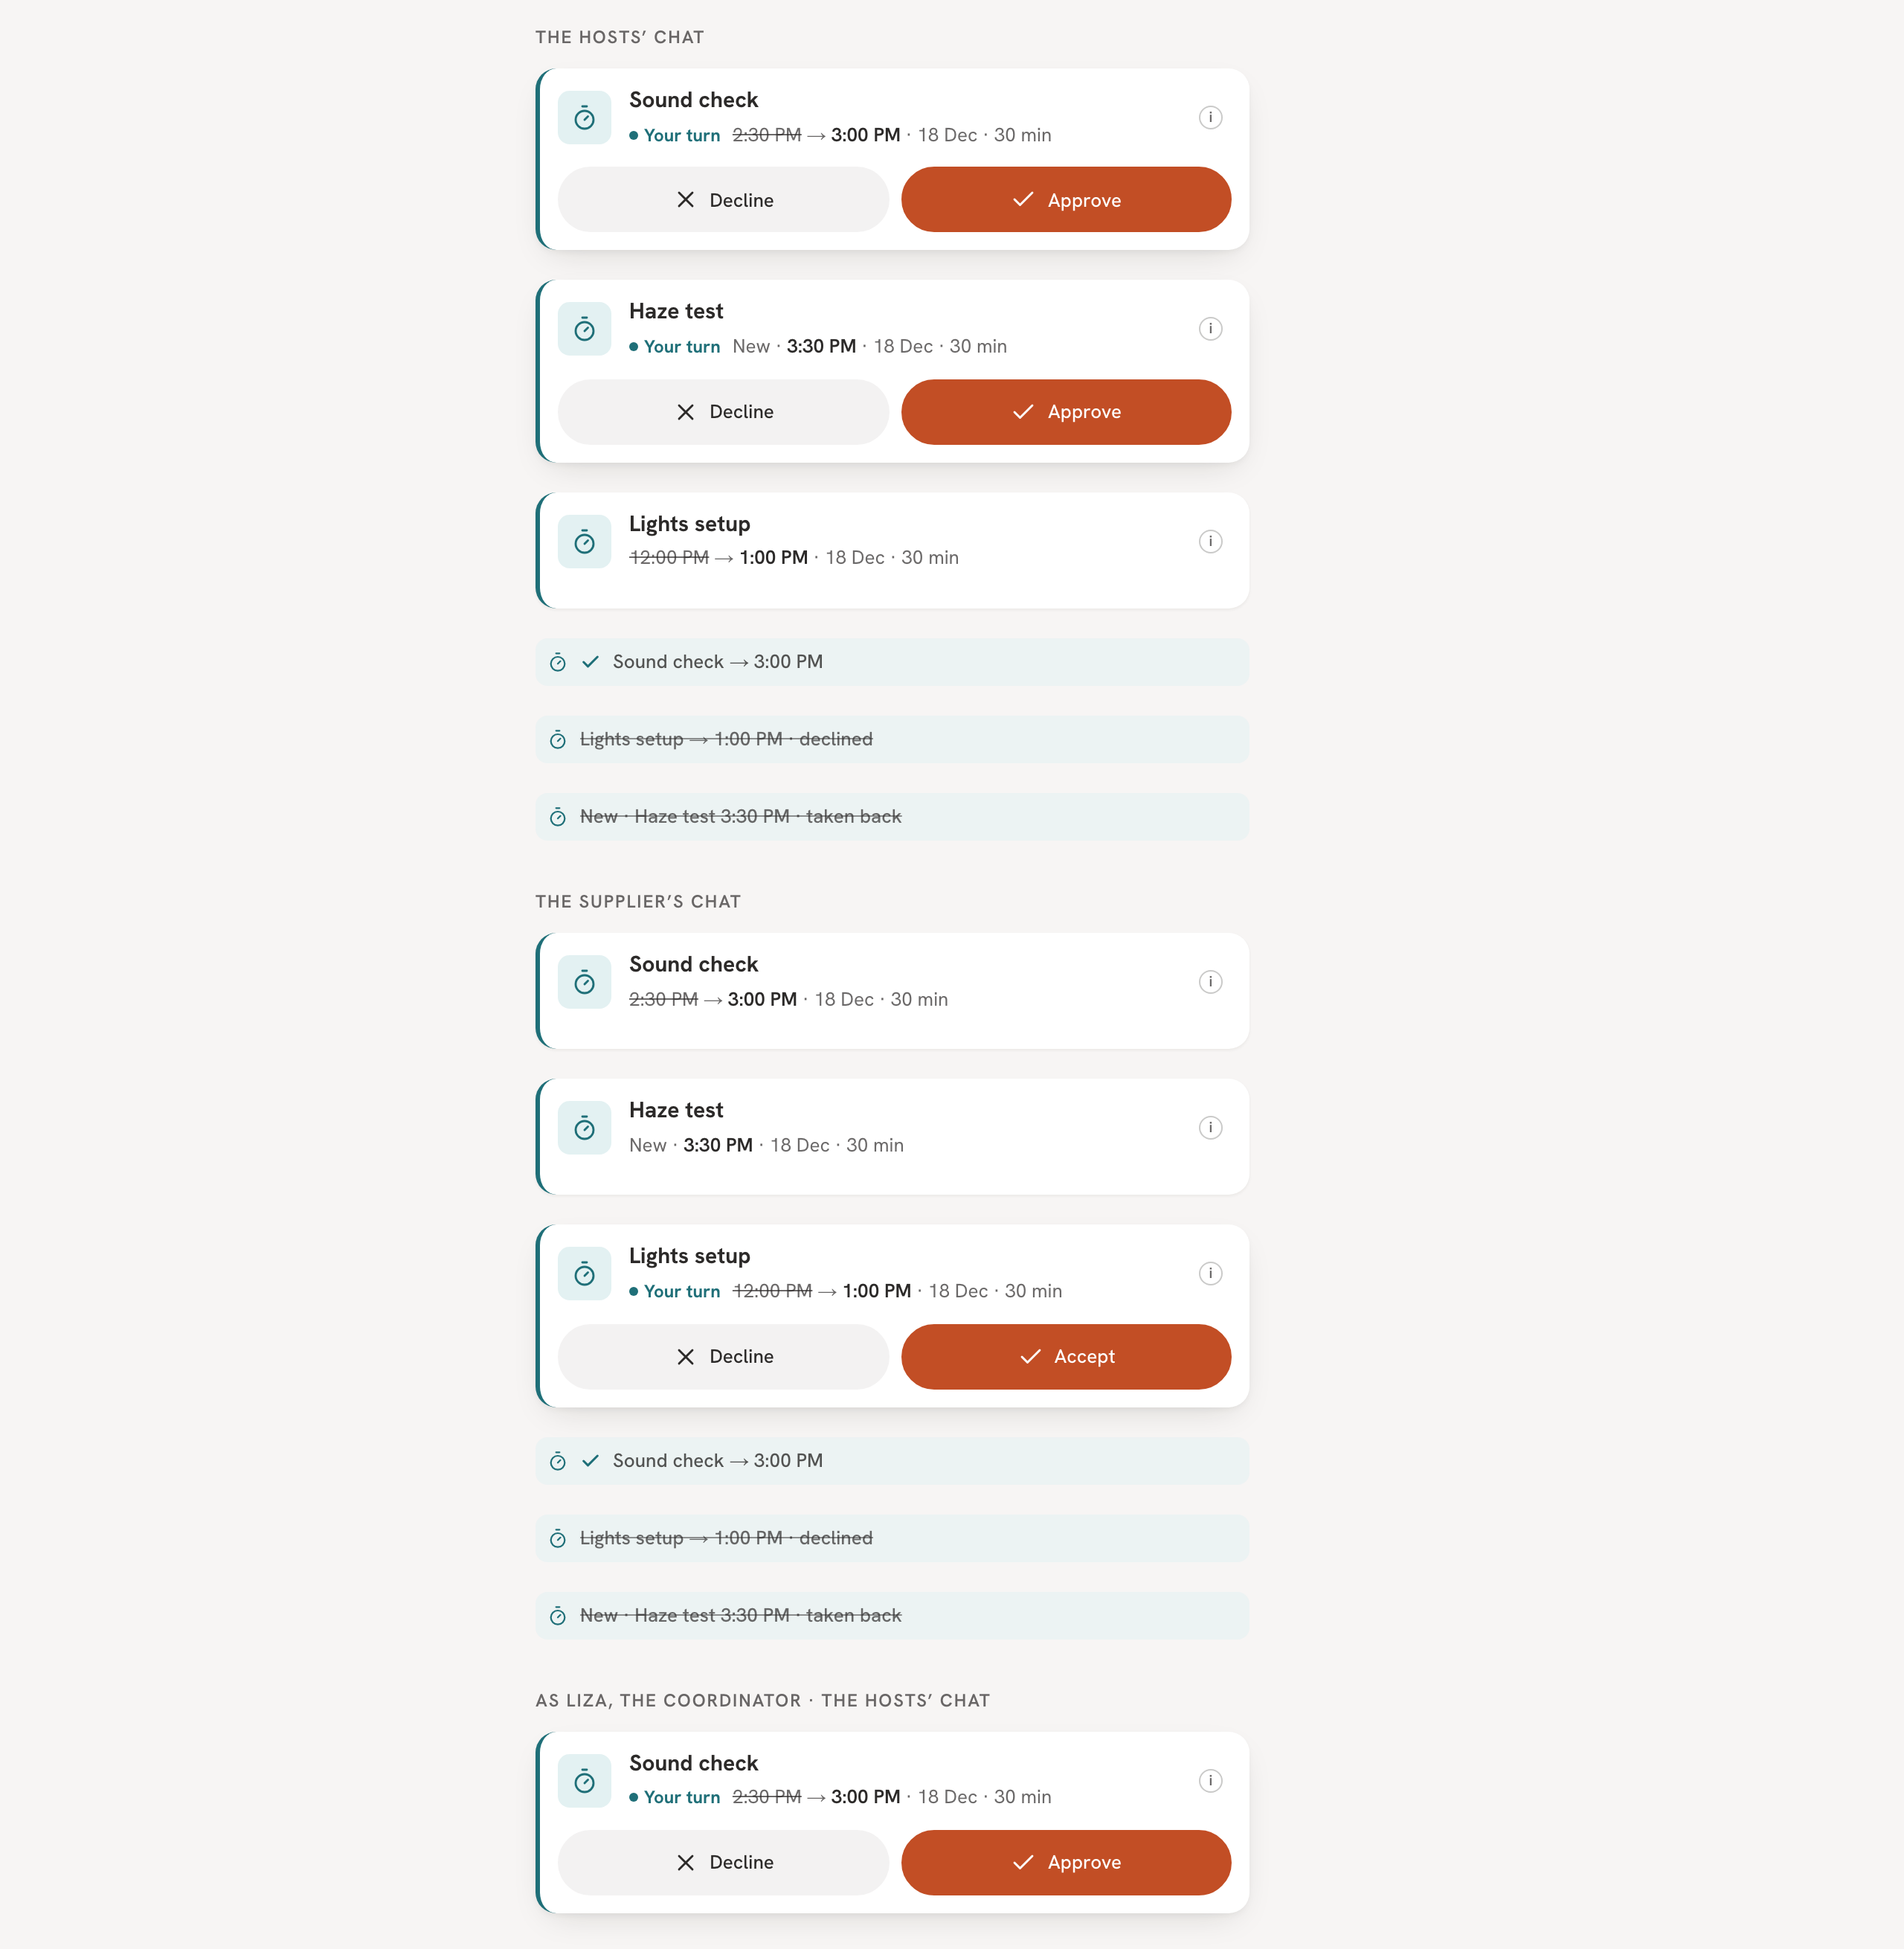 THE HOSTS’ CHAT
Sound check
Your turn 2:30 PM → 3:00 PM · 18 Dec · 30 min
Decline
Approve
Haze test
Your turn New · 3:30 PM · 18 Dec · 30 min
Decline
Approve
Lights setup
12:00 PM → 1:00 PM · 18 Dec · 30 min
Sound check → 3:00 PM
Lights setup → 1:00 PM · declined
New · Haze test 3:30 PM · taken back
THE SUPPLIER’S CHAT
Sound check
2:30 PM → 3:00 PM · 18 Dec · 30 min
Haze test
New · 3:30 PM · 18 Dec · 30 min
Lights setup
Your turn 12:00 PM → 1:00 PM · 18 Dec · 30 min
Decline
Accept
Sound check → 3:00 PM
Lights setup → 1:00 PM · declined
New · Haze test 3:30 PM · taken back
AS LIZA, THE COORDINATOR · THE HOSTS’ CHAT
Sound check
Your turn 2:30 PM → 3:00 PM · 18 Dec · 30 min
Decline
Approve